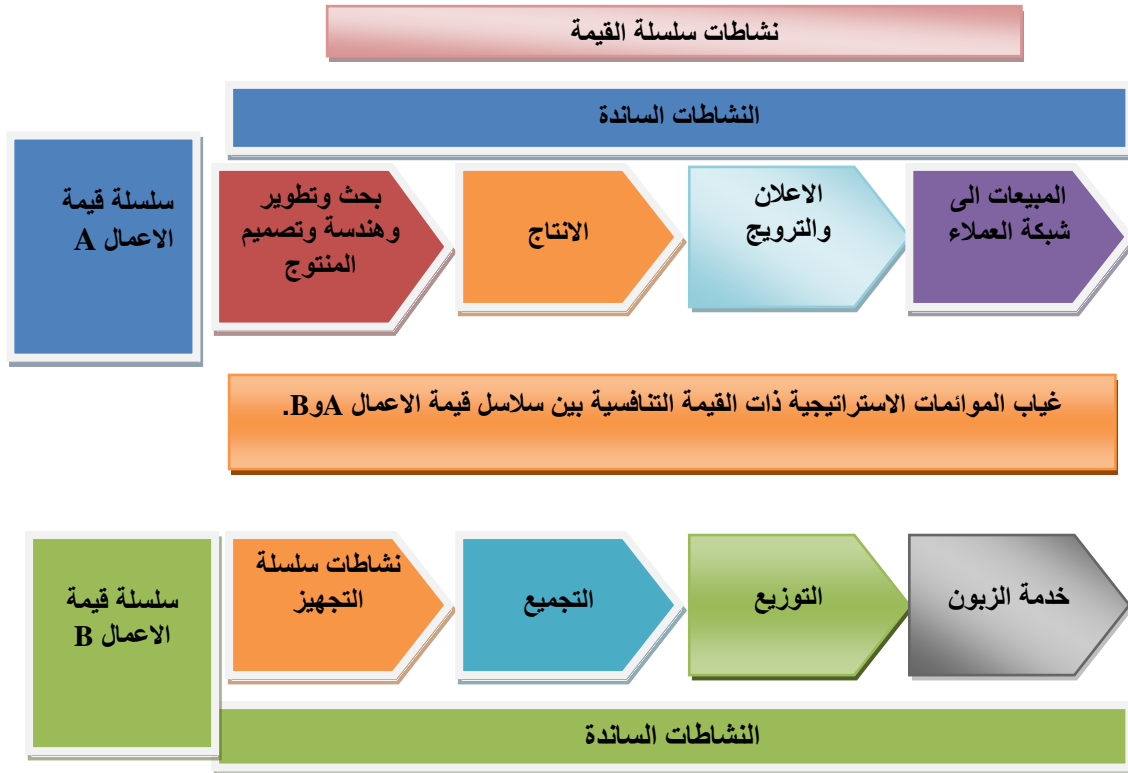 نشاطات سلسلة القيمة
النشاطات الساندة
سلسلة قيمة
الاعمال A
بحث وتطوير
وهندسة وتصميم
المنتوج
الانتاج
الاعلان
والترويج
المبيعات الى
شبكة العملاء
غياب الموائمات الاستراتيجية ذات القيمة التنافسية بين سلاسل قيمة الاعمال AوB.
سلسلة قيمة
الاعمال B
نشاطات سلسلة
التجهيز
التجميع
التوزيع
خدمة الزبون
النشاطات الساندة